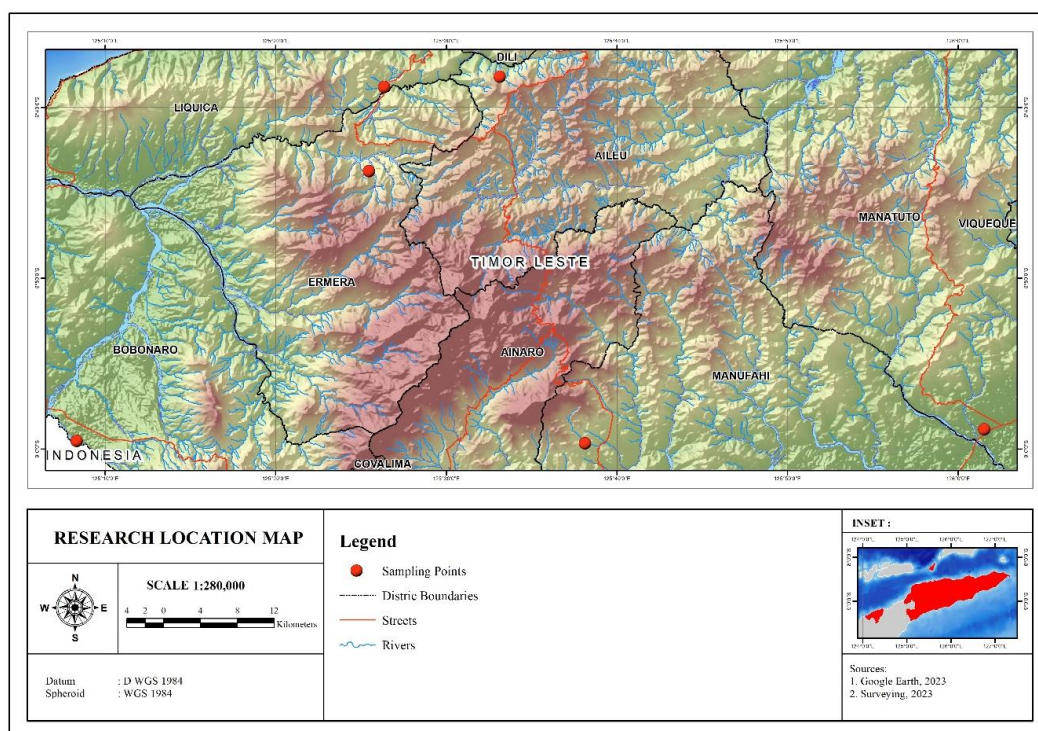 DILI
LIQUICA
AILEU
MANATUTO
VIQUEQUE
TIMOR LESTE
ERMERA
BOBONARO
AINARO
MANUFAHI
INDONESIA
COVALIMA
RESEARCH LOCATION MAP
N
W E
S
SCALE 1:280,000
4 2 0 4 8 12
Kilometers
Datum : D WGS 1984
Spheroid : WGS 1984
Legend
Sampling Points
Distric Boundaries
Streets
Rivers
INSET :
Sources:
1. Google Earth, 2023
2. Surveying, 2023